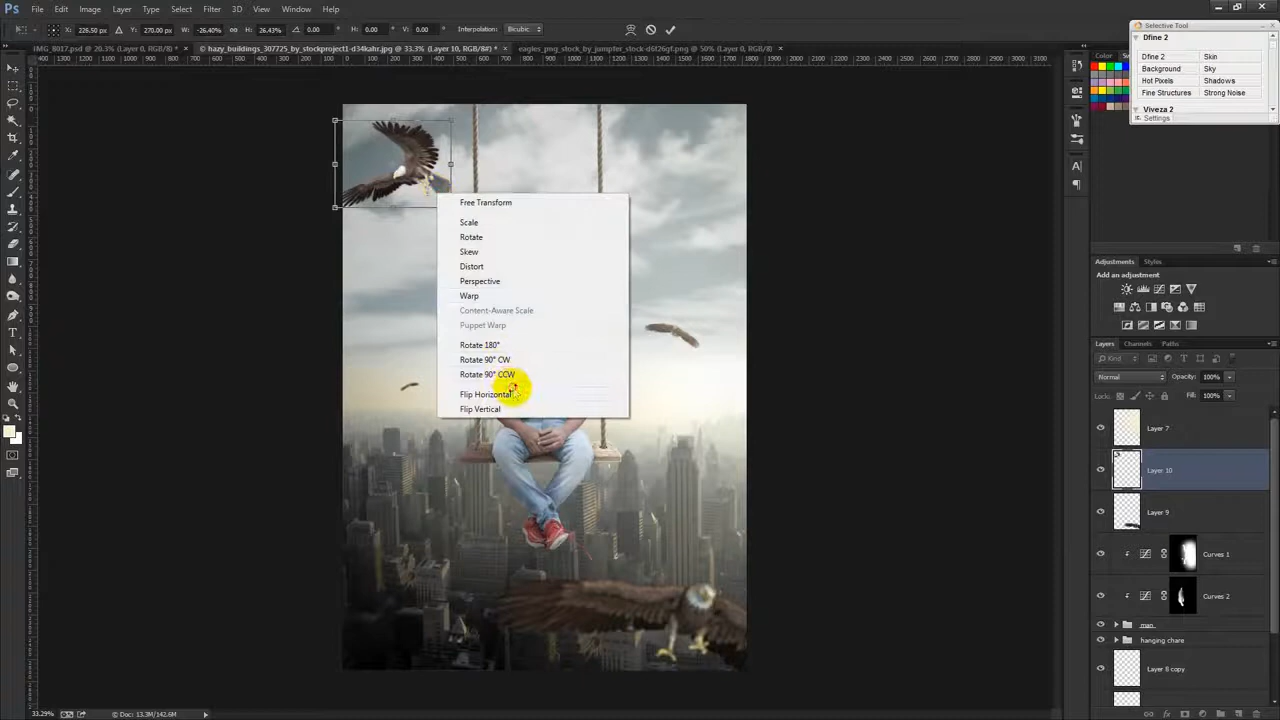 Ps File Edit Image Layer Type Select Filter 3D View Window Help
X: 226.50 px Y: 270.00 px W: -26.40% H: 26.43% 0.00 ° H: 0.00 ° V: 0.00 ° Interpolation: Bicubic
IMG_8017.psd @ 20.3% (Layer 0, RGB/8) * × © hazy_buildings_307725_by_stockproject1-d34kahr.jpg @ 33.3% (Layer 10, RGB/8#) * × eagles_png_stock_by_jumpfer_stock-d6f26gf.png @ 50% (Layer 0, RGB/8) ×
Selective Tool
Dfine 2
Dfine 2 Skin
Background Sky
Hot Pixels Shadows
Fine Structures Strong Noise
Viveza 2
Settings
Color
Free Transform
Scale
Rotate
Skew
Distort
Perspective
Warp
Content-Aware Scale
Puppet Warp
Rotate 180°
Rotate 90° CW
Rotate 90° CCW
Flip Horizontal
Flip Vertical
Adjustments Styles
Add an adjustment
Layers Channels Paths
Kind
Normal Opacity: 100%
Lock: Fill: 100%
Layer 7
Layer 10
Layer 9
Curves 1
Curves 2
man
hanging chare
Layer 8 copy
33.29% Doc: 13.3M/142.6M